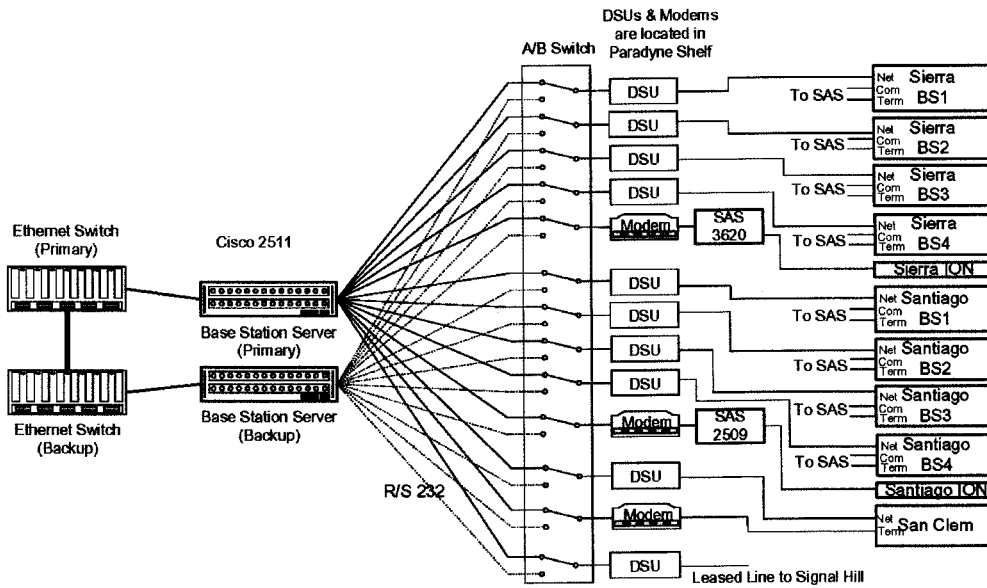 DSUs & Modems
are located in
Paradyne Shelf
A/B Switch
DSU
Net Sierra
Com
Term BS1
To SAS
DSU
Net Sierra
Com
Term BS2
To SAS
DSU
Net Sierra
Com
Term BS3
To SAS
DSU
Net Sierra
Com
Term BS4
To SAS
Modem
SAS
3620
Sierra ION
Ethernet Switch
(Primary)
Cisco 2511
Base Station Server
(Primary)
DSU
Net Santiago
Com
Term BS1
To SAS
DSU
Net Santiago
Com
Term BS2
To SAS
DSU
Net Santiago
Com
Term BS3
To SAS
DSU
Net Santiago
Com
Term BS4
To SAS
Ethernet Switch
(Backup)
Base Station Server
(Backup)
Modem
SAS
2509
Santiago ION
R/S 232
DSU
Net
Term San Clem
Modem
DSU
Leased Line to Signal Hill